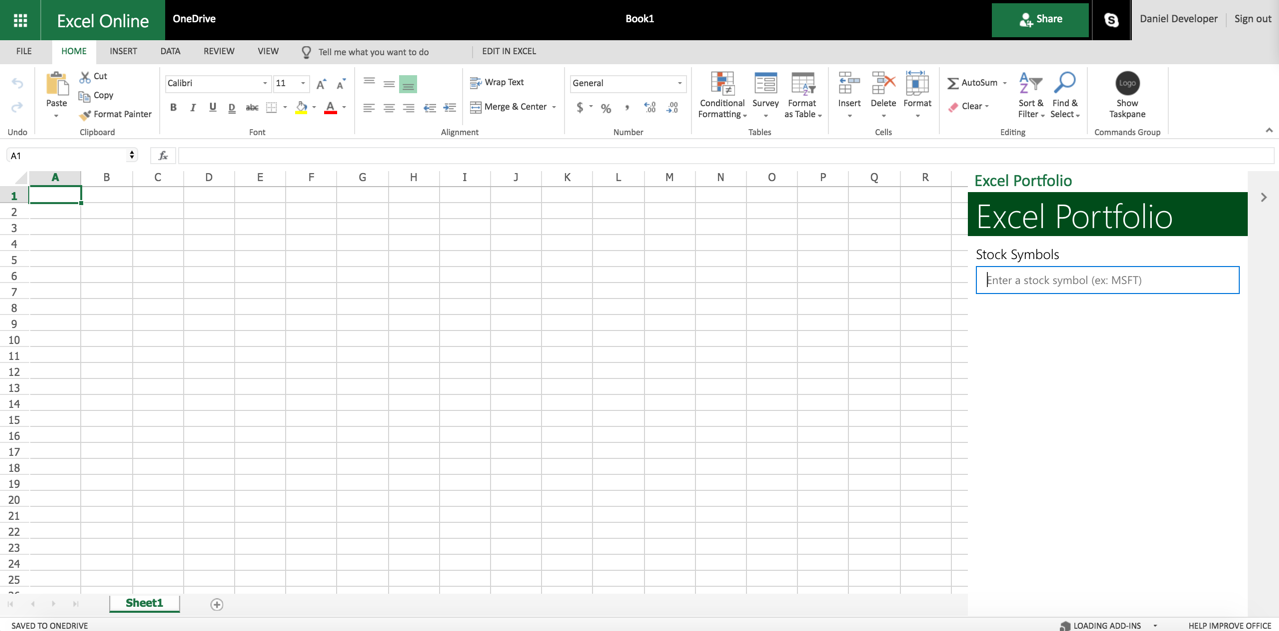 Excel Online OneDrive Book1 Share Daniel Developer Sign out
FILE HOME INSERT DATA REVIEW VIEW Tell me what you want to do EDIT IN EXCEL
Undo
Paste
Cut
Copy
Format Painter
Clipboard
Calibri 11
B I U D abc A
Font
Wrap Text
Merge & Center
Alignment
General
$ % , .00 .0
Number
Conditional Formatting
Survey
Format as Table
Tables
Insert
Delete
Format
Cells
AutoSum
Clear
Sort & Filter
Find & Select
Editing
Logo
Show Taskpane
Commands Group
A1 fx
A B C D E F G H I J K L M N O P Q R
1
2
3
4
5
6
7
8
9
10
11
12
13
14
15
16
17
18
19
20
21
22
23
24
25
Excel Portfolio
Excel Portfolio
Stock Symbols
Enter a stock symbol (ex: MSFT)
Sheet1
SAVED TO ONEDRIVE LOADING ADD-INS HELP IMPROVE OFFICE